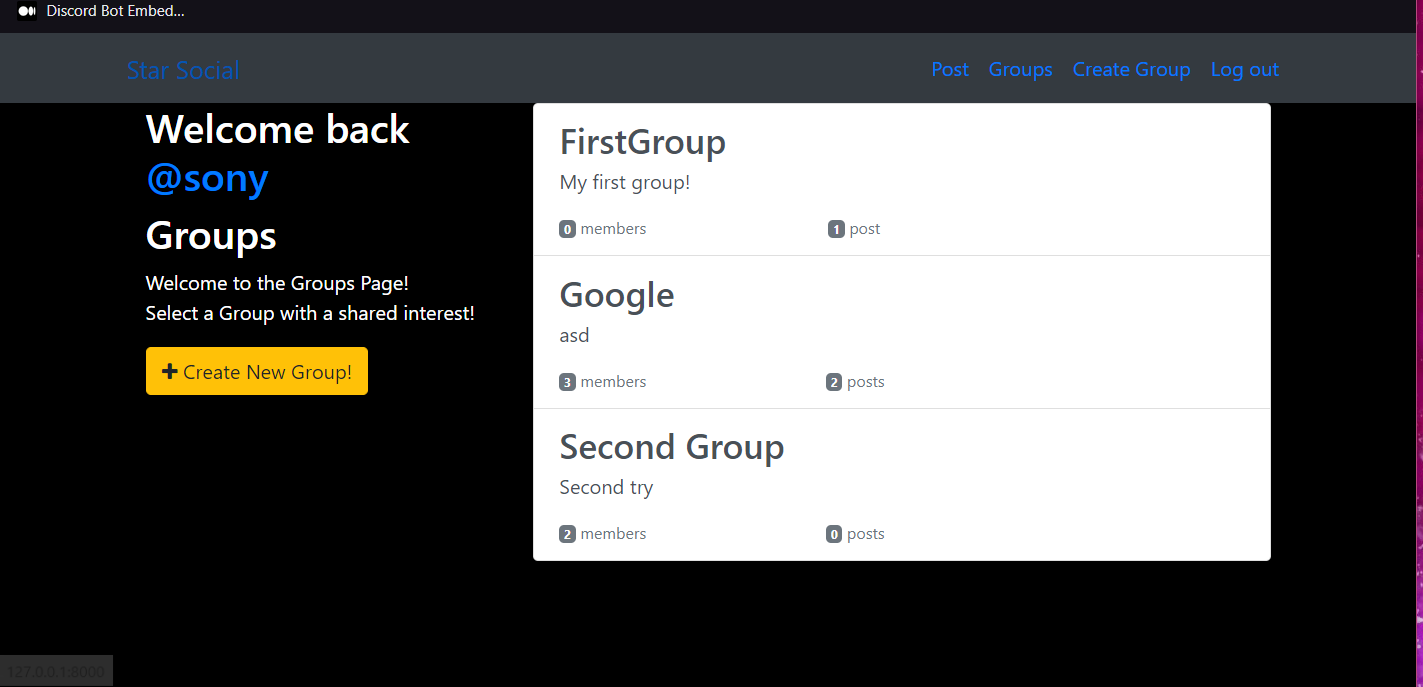 Discord Bot Embed...
Star Social
Post Groups Create Group Log out
Welcome back
@sony
Groups
Welcome to the Groups Page!
Select a Group with a shared interest!
Create New Group!
FirstGroup
My first group!
0 members 1 post
Google
asd
3 members 2 posts
Second Group
Second try
2 members 0 posts
127.0.0.1:8000